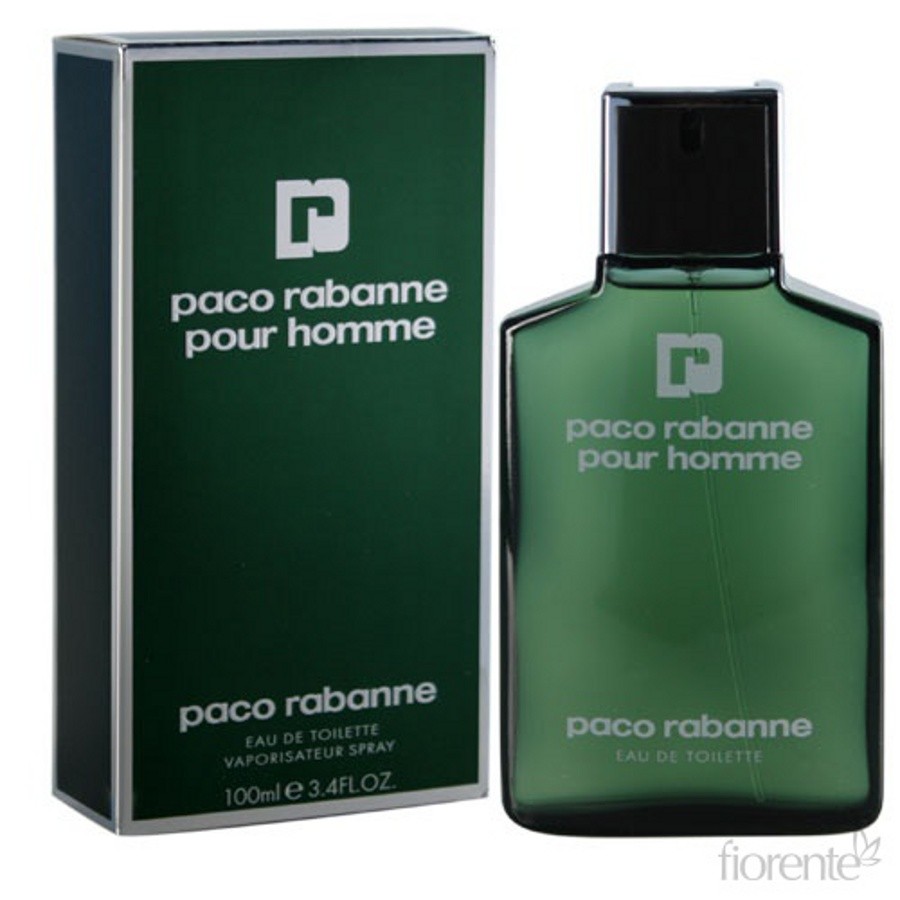 paco rabanne
pour homme
paco rabanne
EAU DE TOILETTE
VAPORISATEUR SPRAY
100ml e 3.4FL.OZ.
paco rabanne
pour homme
paco rabanne
EAU DE TOILETTE
fiorente